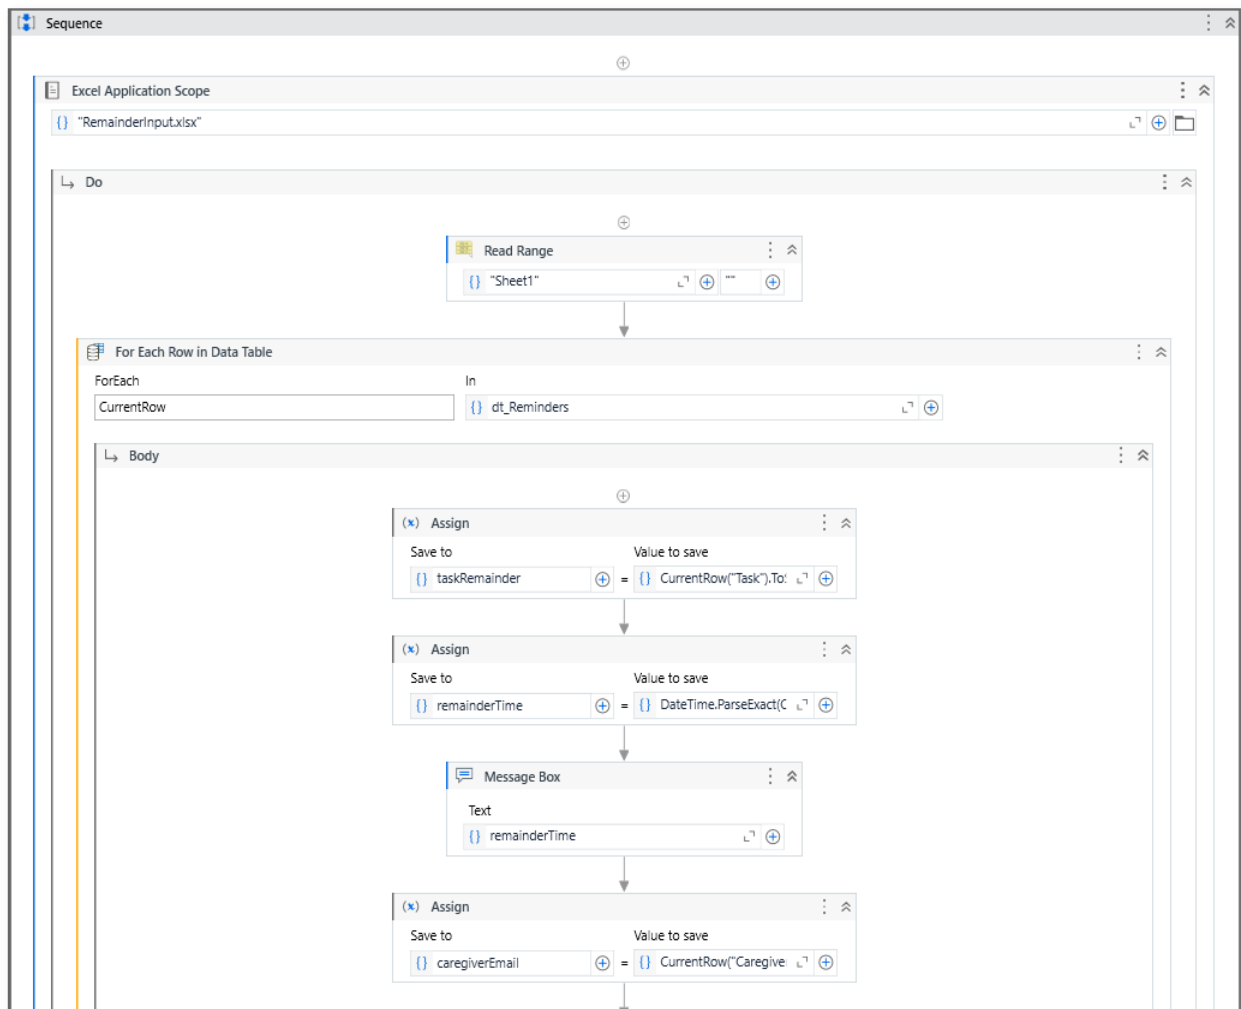 Sequence
Excel Application Scope
{} "RemainderInput.xlsx"
Do
Read Range
{} "Sheet1" ""
For Each Row in Data Table
ForEach In
CurrentRow {} dt_Reminders
Body
(x) Assign
Save to Value to save
{} taskRemainder = {} CurrentRow("Task").ToS
(x) Assign
Save to Value to save
{} remainderTime = {} DateTime.ParseExact(C
Message Box
Text
{} remainderTime
(x) Assign
Save to Value to save
{} caregiverEmail = {} CurrentRow("Caregive